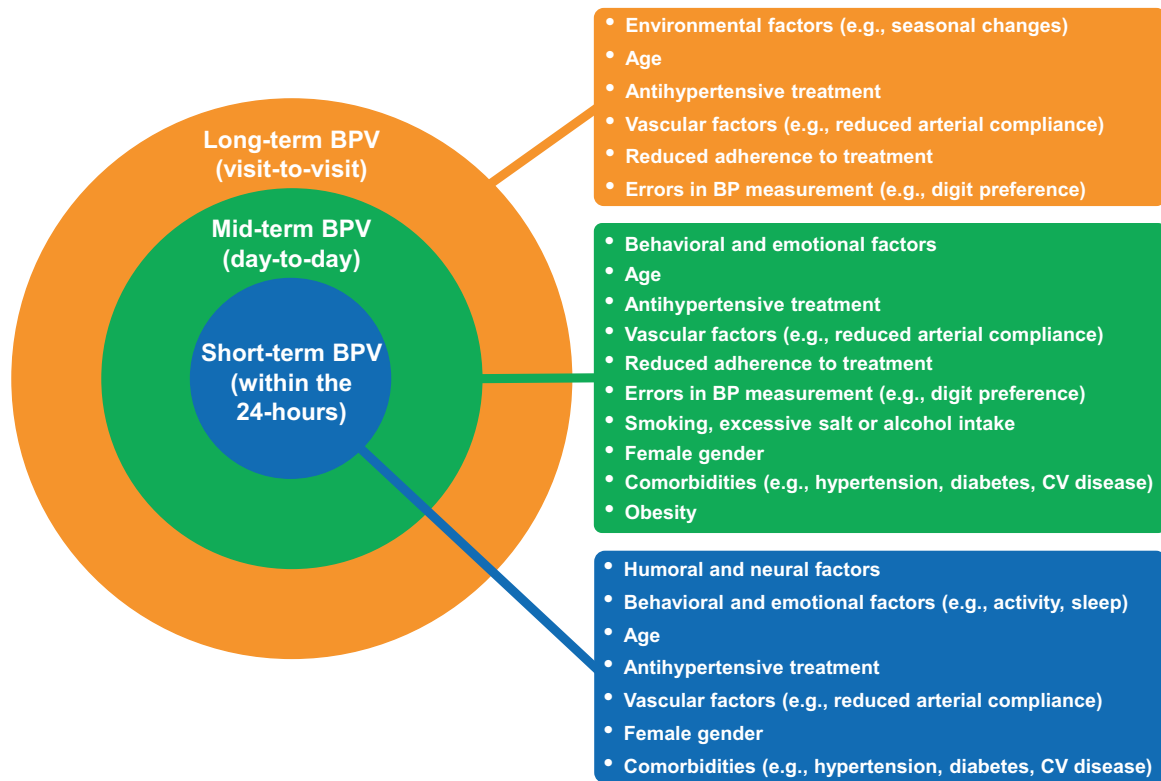 Long-term BPV
(visit-to-visit)
Mid-term BPV
(day-to-day)
Short-term BPV
(within the
24-hours)
• Environmental factors (e.g., seasonal changes)
• Age
• Antihypertensive treatment
• Vascular factors (e.g., reduced arterial compliance)
• Reduced adherence to treatment
• Errors in BP measurement (e.g., digit preference)
• Behavioral and emotional factors
• Age
• Antihypertensive treatment
• Vascular factors (e.g., reduced arterial compliance)
• Reduced adherence to treatment
• Errors in BP measurement (e.g., digit preference)
• Smoking, excessive salt or alcohol intake
• Female gender
• Comorbidities (e.g., hypertension, diabetes, CV disease)
• Obesity
• Humoral and neural factors
• Behavioral and emotional factors (e.g., activity, sleep)
• Age
• Antihypertensive treatment
• Vascular factors (e.g., reduced arterial compliance)
• Female gender
• Comorbidities (e.g., hypertension, diabetes, CV disease)